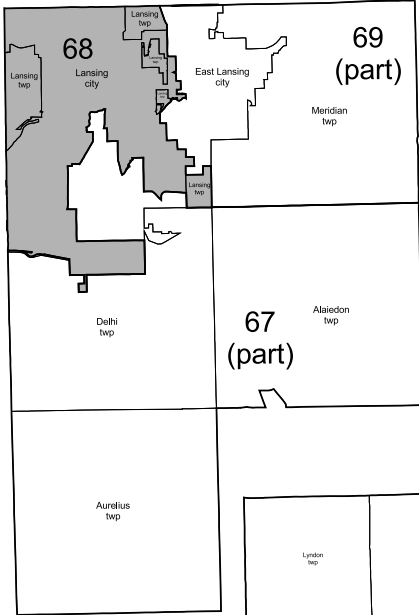 Lansing
twp
68
69
(part)
Lansing
city
Lansing
twp
East Lansing
city
Meridian
twp
Lansing
twp
Delhi
twp
67
(part)
Alaiedon
twp
Aurelius
twp
Lyndon
twp